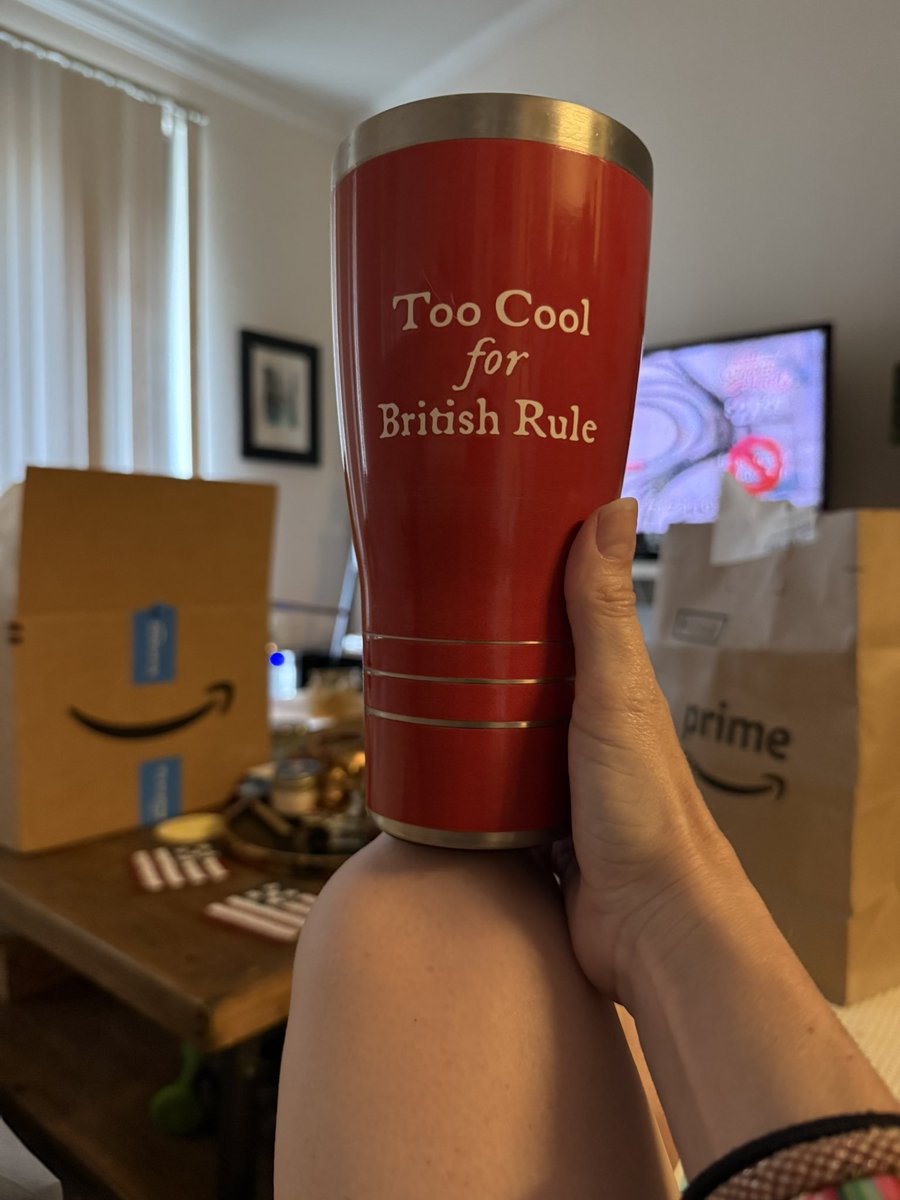 Too Cool
for
British Rule
prime